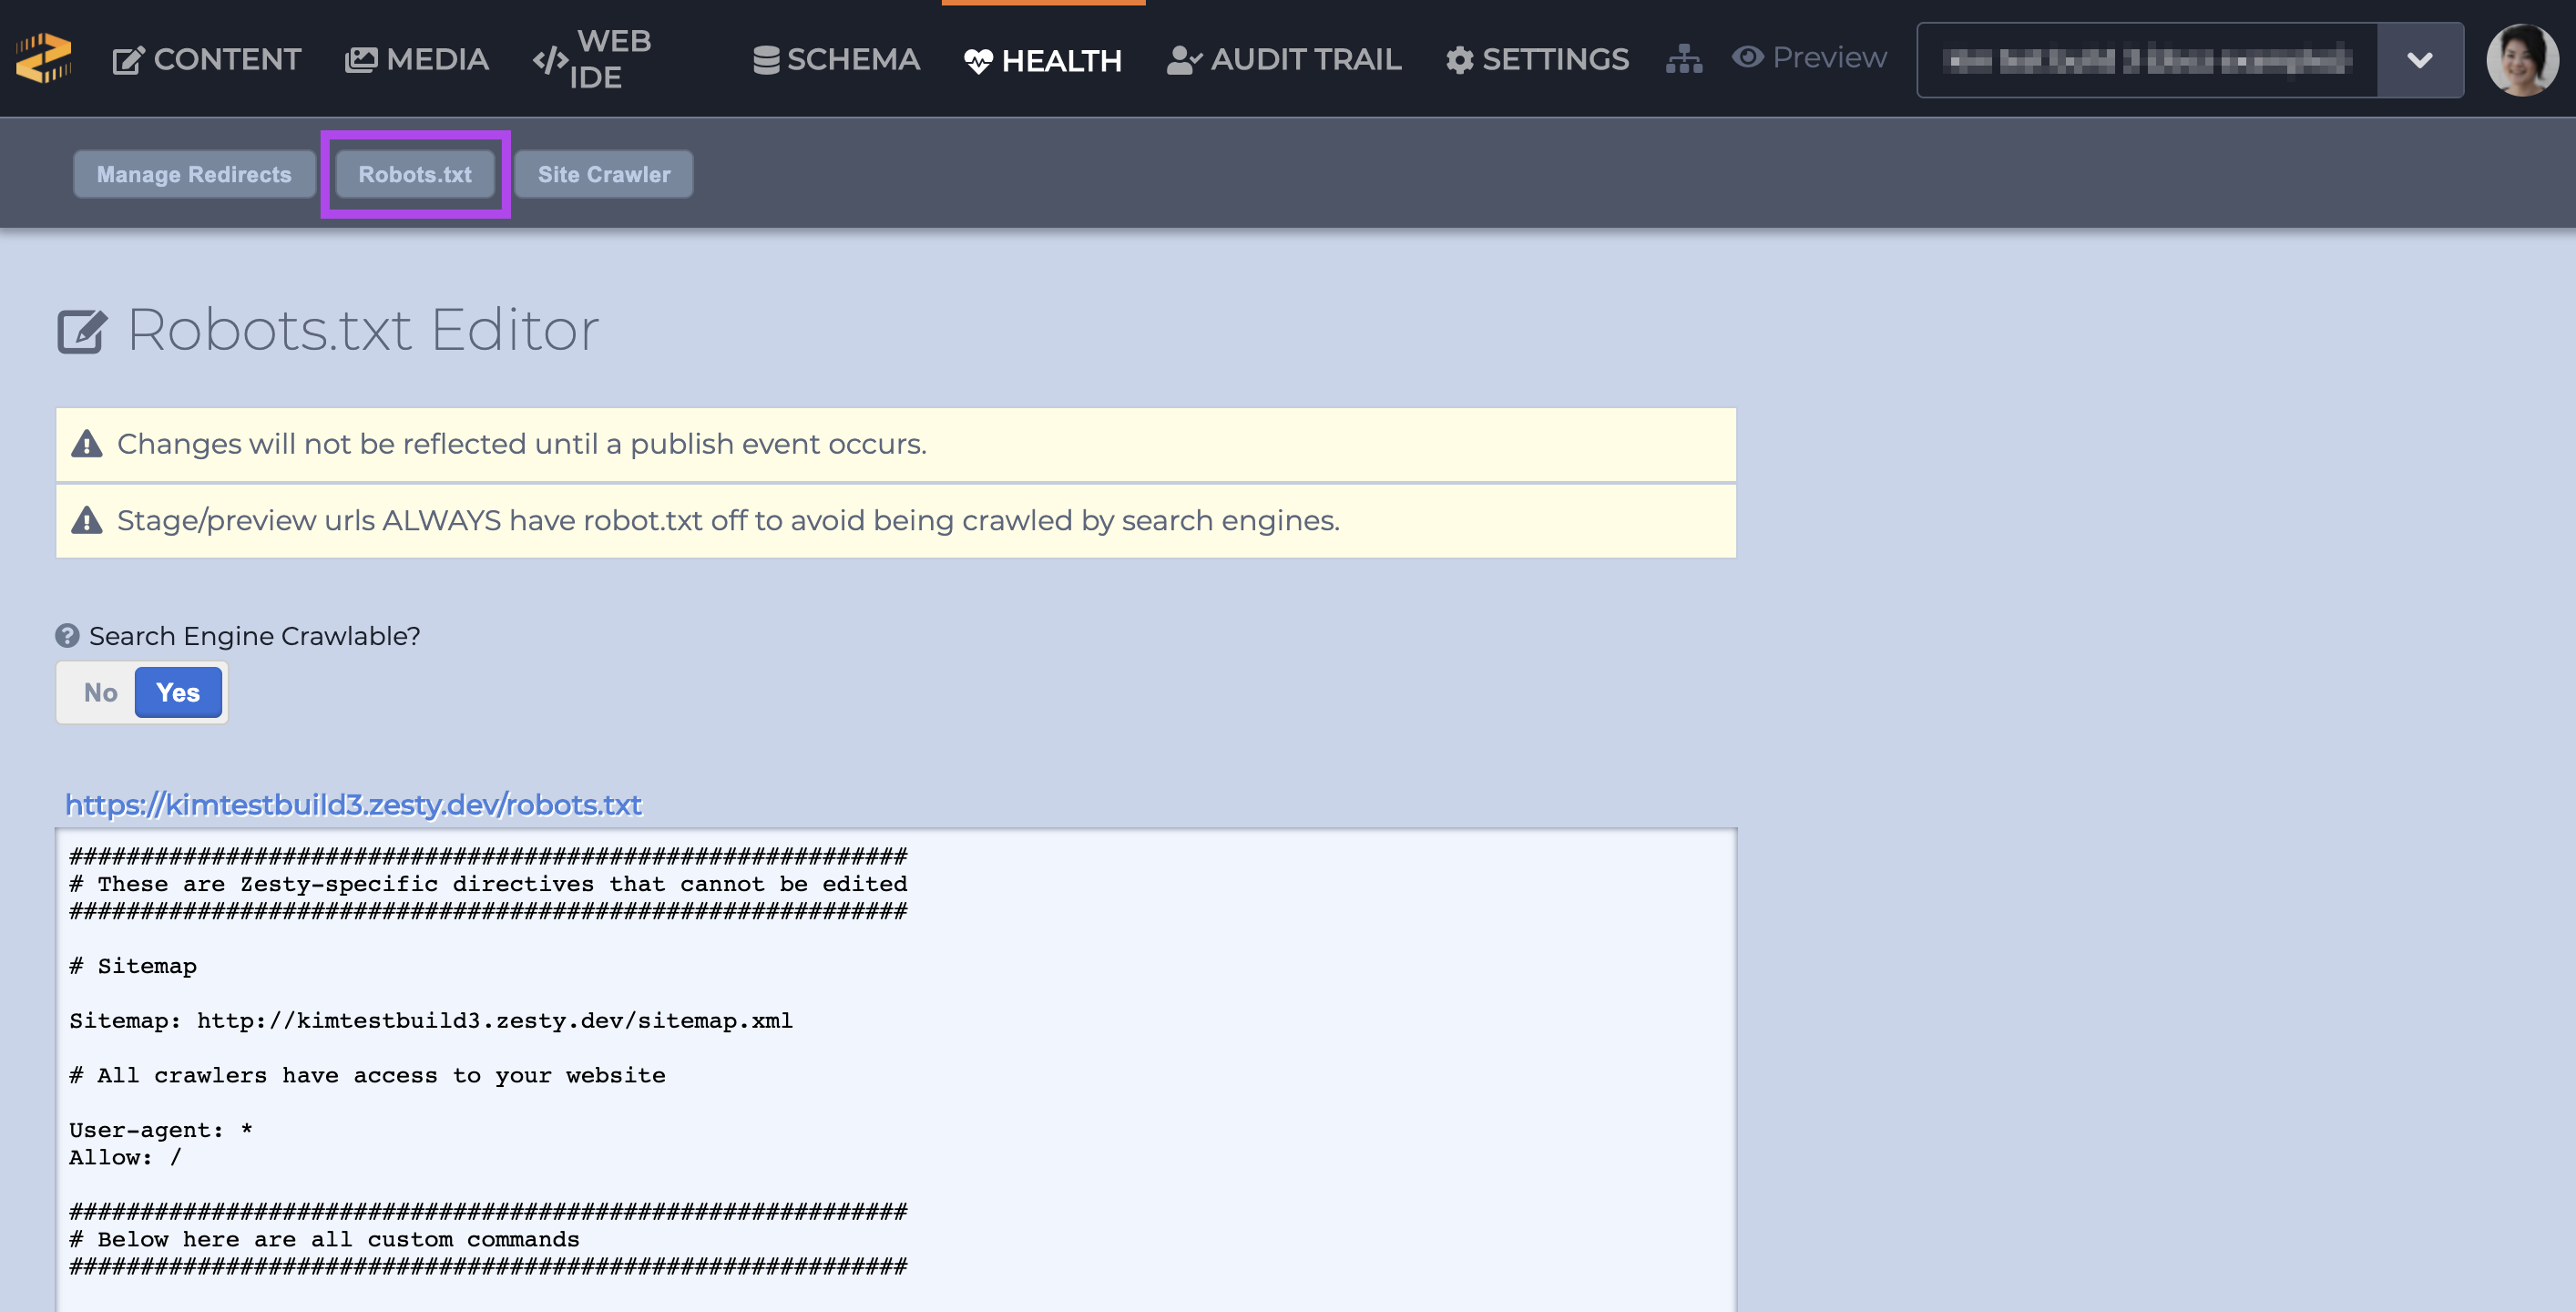 CONTENT
MEDIA
WEB
IDE
SCHEMA
HEALTH
AUDIT TRAIL
SETTINGS
Preview
Manage Redirects
Robots.txt
Site Crawler
Robots.txt Editor
Changes will not be reflected until a publish event occurs.
Stage/preview urls ALWAYS have robot.txt off to avoid being crawled by search engines.
Search Engine Crawlable?
No
Yes
https://kimtestbuild3.zesty.dev/robots.txt
###########################################################
# These are Zesty-specific directives that cannot be edited
###########################################################
# Sitemap
Sitemap: http://kimtestbuild3.zesty.dev/sitemap.xml
# All crawlers have access to your website
User-agent: *
Allow: /
###########################################################
# Below here are all custom commands
###########################################################